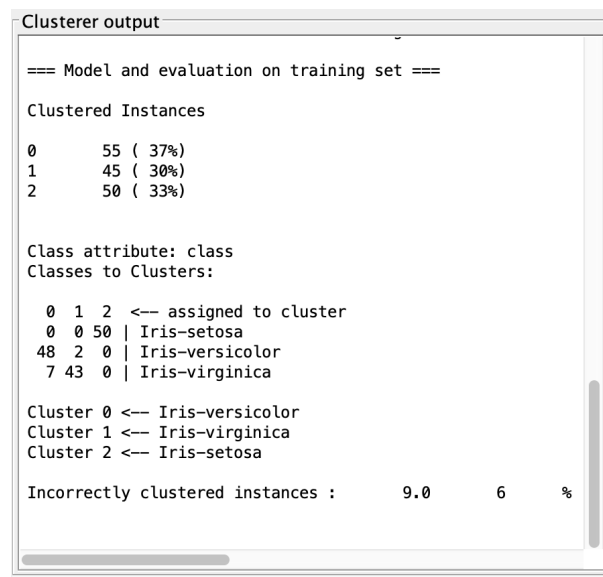 Clusterer output
=== Model and evaluation on training set ===
Clustered Instances
0 55 ( 37%)
1 45 ( 30%)
2 50 ( 33%)
Class attribute: class
Classes to Clusters:
0 1 2 <-- assigned to cluster
0 0 50 | Iris-setosa
48 2 0 | Iris-versicolor
7 43 0 | Iris-virginica
Cluster 0 <-- Iris-versicolor
Cluster 1 <-- Iris-virginica
Cluster 2 <-- Iris-setosa
Incorrectly clustered instances : 9.0 6 %